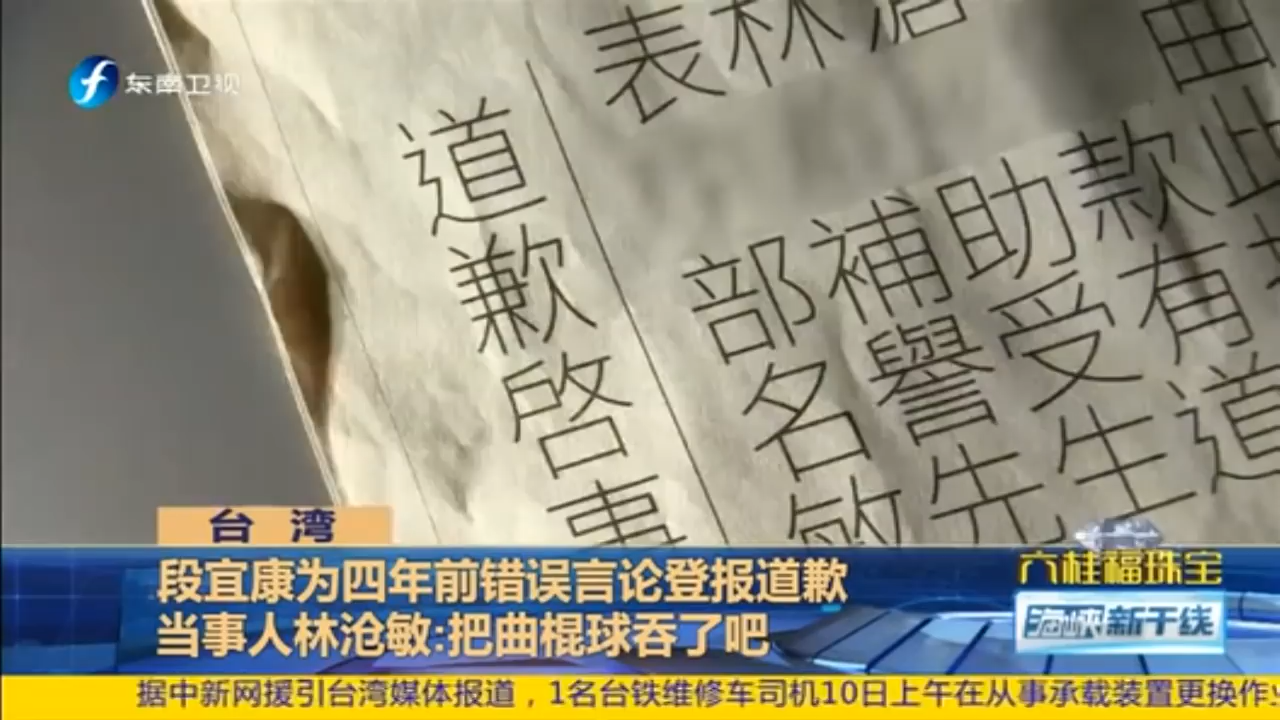 东南卫视
表林滄
曲
道歉啓事
部補助款此
名譽受有
敏先生道
台湾
段宜康为四年前错误言论登报道歉
当事人林沧敏:把曲棍球吞了吧
六桂福珠宝
海峡新干线
据中新网援引台湾媒体报道，1名台铁维修车司机10日上午在从事承载装置更换作业